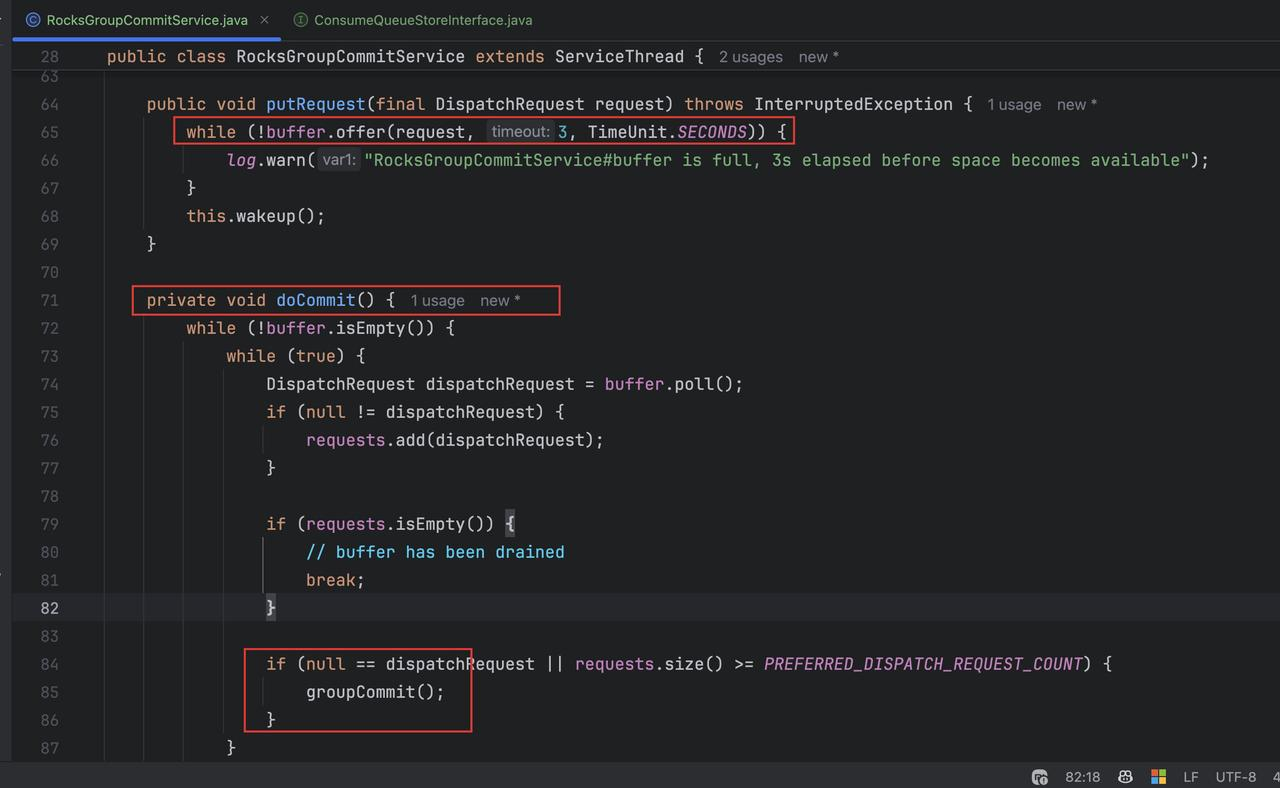 RocksGroupCommitService.java
ConsumeQueueStoreInterface.java
28 public class RocksGroupCommitService extends ServiceThread { 2 usages new *
63
64 public void putRequest(final DispatchRequest request) throws InterruptedException { 1 usage new *
65 while (!buffer.offer(request, timeout: 3, TimeUnit.SECONDS)) {
66 log.warn( var1: "RocksGroupCommitService#buffer is full, 3s elapsed before space becomes available");
67 }
68 this.wakeup();
69 }
70
71 private void doCommit() { 1 usage new *
72 while (!buffer.isEmpty()) {
73 while (true) {
74 DispatchRequest dispatchRequest = buffer.poll();
75 if (null != dispatchRequest) {
76 requests.add(dispatchRequest);
77 }
78
79 if (requests.isEmpty()) {
80 // buffer has been drained
81 break;
82 }
83
84 if (null == dispatchRequest || requests.size() >= PREFERRED_DISPATCH_REQUEST_COUNT) {
85 groupCommit();
86 }
87 }
82:18 LF UTF-8 4